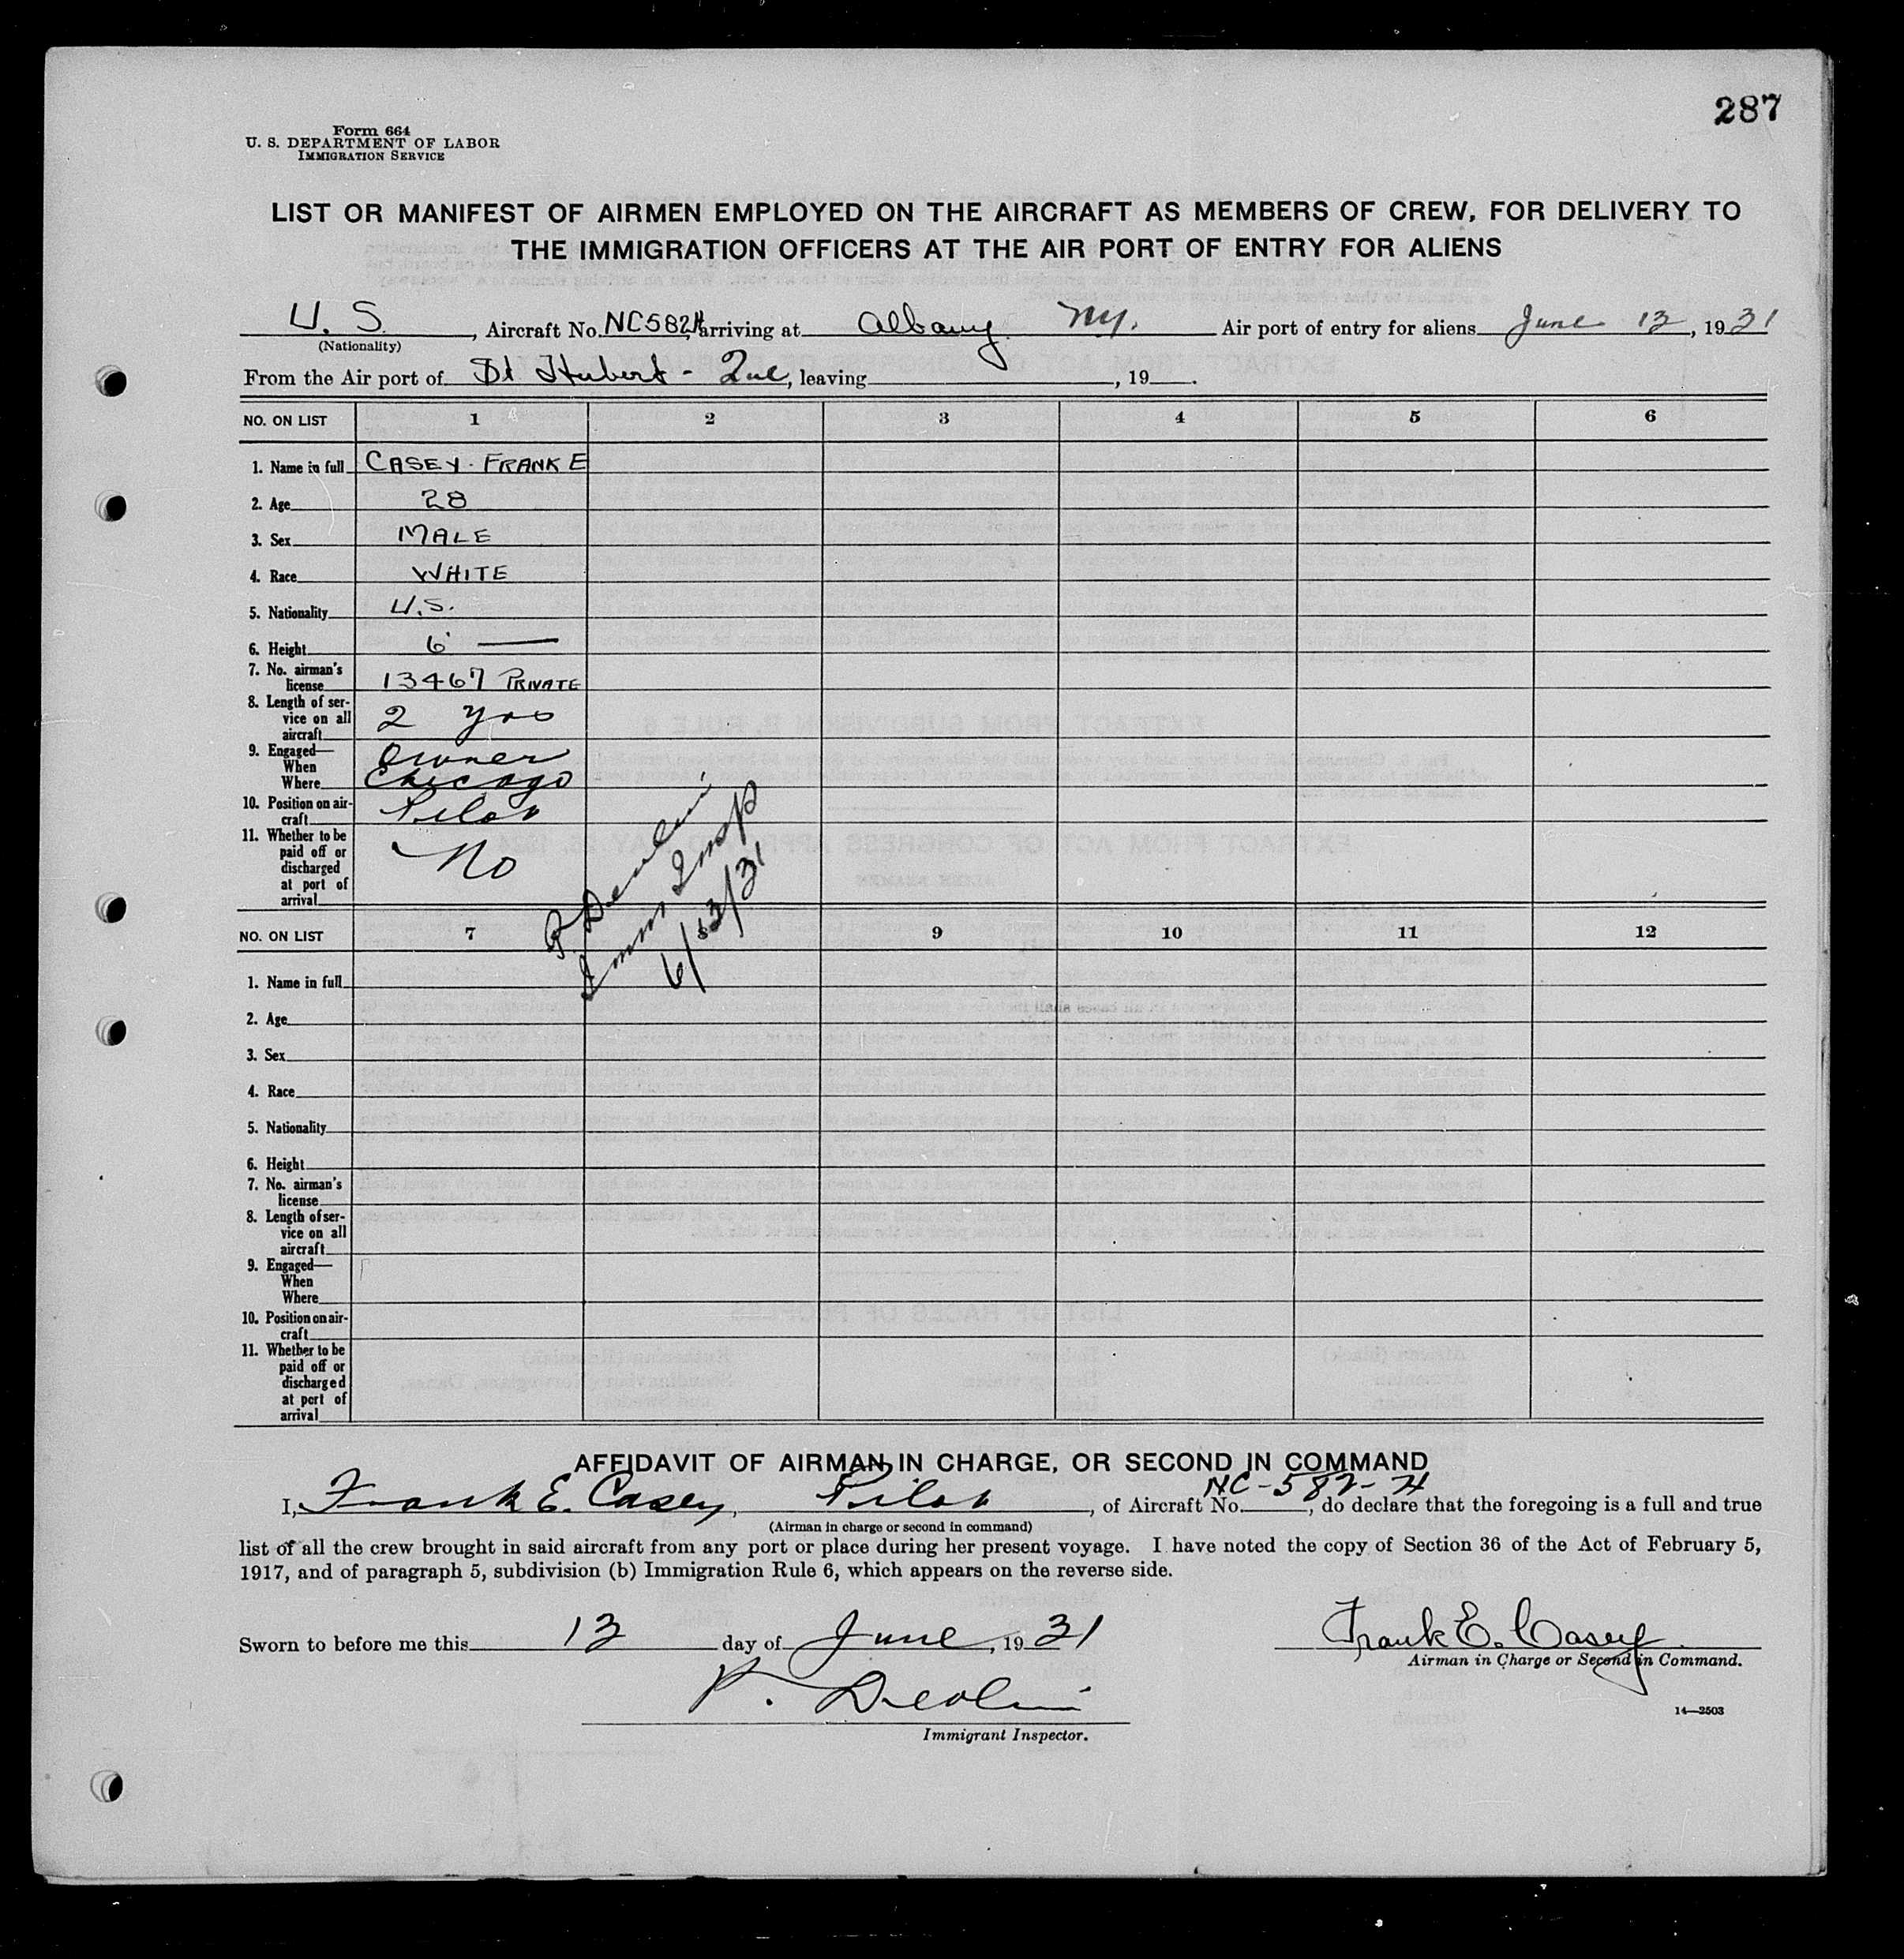 287
Form 664
U. S. DEPARTMENT OF LABOR
IMMIGRATION SERVICE
LIST OR MANIFEST OF AIRMEN EMPLOYED ON THE AIRCRAFT AS MEMBERS OF CREW, FOR DELIVERY TO
THE IMMIGRATION OFFICERS AT THE AIR PORT OF ENTRY FOR ALIENS
U. S., Aircraft No. NC582H arriving at Albany NY. Air port of entry for aliens June 13, 1931
(Nationality)
From the Air port of St Hubert - Que, leaving , 19 .
NO. ON LIST 1 2 3 4 5 6
1. Name in full CASEY - FRANK E
2. Age 28
3. Sex MALE
4. Race WHITE
5. Nationality U.S.
6. Height 6' —
7. No. airman's
license 13467 PRIVATE
8. Length of ser-
vice on all 2 yrs
aircraft
9. Engaged—
When Owner
Where Chicago
10. Position on air-
craft Pilot
11. Whether to be
paid off or No
discharged
at port of
arrival
P. Devlin
Imm Insp
6/13/31
NO. ON LIST 7 8 9 10 11 12
1. Name in full
2. Age
3. Sex
4. Race
5. Nationality
6. Height
7. No. airman's
license
8. Length of ser-
vice on all
aircraft
9. Engaged—
When
Where
10. Position on air-
craft
11. Whether to be
paid off or
discharged
at port of
arrival
AFFIDAVIT OF AIRMAN IN CHARGE, OR SECOND IN COMMAND
I, Frank E. Casey, Pilot, of Aircraft No. NC-582-H, do declare that the foregoing is a full and true
(Airman in charge or second in command)
list of all the crew brought in said aircraft from any port or place during her present voyage. I have noted the copy of Section 36 of the Act of February 5,
1917, and of paragraph 5, subdivision (b) Immigration Rule 6, which appears on the reverse side.
Sworn to before me this 13 day of June, 1931
Frank E. Casey
Airman in Charge or Second in Command.
P. Devlin
Immigrant Inspector.
14—2503